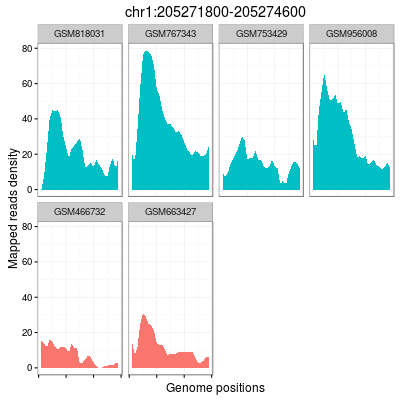 chr1:205271800-205274600
GSM818031 GSM767343 GSM753429 GSM956008
80
60
40
20
0
GSM466732 GSM663427
80
60
40
20
0
Mapped reads density
Genome positions